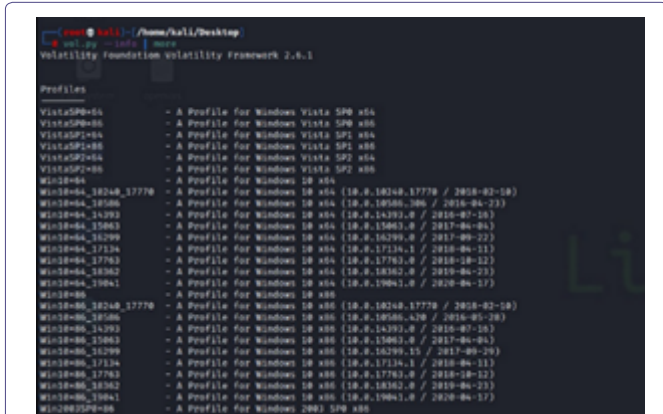 ┌──(root㉿kali)-[/home/kali/Desktop]
└─# vol.py --info | more
Volatility Foundation Volatility Framework 2.6.1
Profiles
--------
VistaSP0x64 - A Profile for Windows Vista SP0 x64
VistaSP0x86 - A Profile for Windows Vista SP0 x86
VistaSP1x64 - A Profile for Windows Vista SP1 x64
VistaSP1x86 - A Profile for Windows Vista SP1 x86
VistaSP2x64 - A Profile for Windows Vista SP2 x64
VistaSP2x86 - A Profile for Windows Vista SP2 x86
Win10x64 - A Profile for Windows 10 x64
Win10x64_10240_17770 - A Profile for Windows 10 x64 (10.0.10240.17770 / 2018-02-10)
Win10x64_10586 - A Profile for Windows 10 x64 (10.0.10586.306 / 2016-04-23)
Win10x64_14393 - A Profile for Windows 10 x64 (10.0.14393.0 / 2016-07-16)
Win10x64_15063 - A Profile for Windows 10 x64 (10.0.15063.0 / 2017-04-04)
Win10x64_16299 - A Profile for Windows 10 x64 (10.0.16299.0 / 2017-09-22)
Win10x64_17134 - A Profile for Windows 10 x64 (10.0.17134.1 / 2018-04-11)
Win10x64_17763 - A Profile for Windows 10 x64 (10.0.17763.0 / 2018-10-12)
Win10x64_18362 - A Profile for Windows 10 x64 (10.0.18362.0 / 2019-04-23)
Win10x64_19041 - A Profile for Windows 10 x64 (10.0.19041.0 / 2020-04-17)
Win10x86 - A Profile for Windows 10 x86
Win10x86_10240_17770 - A Profile for Windows 10 x86 (10.0.10240.17770 / 2018-02-10)
Win10x86_10586 - A Profile for Windows 10 x86 (10.0.10586.420 / 2016-05-28)
Win10x86_14393 - A Profile for Windows 10 x86 (10.0.14393.0 / 2016-07-16)
Win10x86_15063 - A Profile for Windows 10 x86 (10.0.15063.0 / 2017-04-04)
Win10x86_16299 - A Profile for Windows 10 x86 (10.0.16299.15 / 2017-09-29)
Win10x86_17134 - A Profile for Windows 10 x86 (10.0.17134.1 / 2018-04-11)
Win10x86_17763 - A Profile for Windows 10 x86 (10.0.17763.0 / 2018-10-12)
Win10x86_18362 - A Profile for Windows 10 x86 (10.0.18362.0 / 2019-04-23)
Win10x86_19041 - A Profile for Windows 10 x86 (10.0.19041.0 / 2020-04-17)
Win2003SP0x86 - A Profile for Windows 2003 SP0 x86
Li